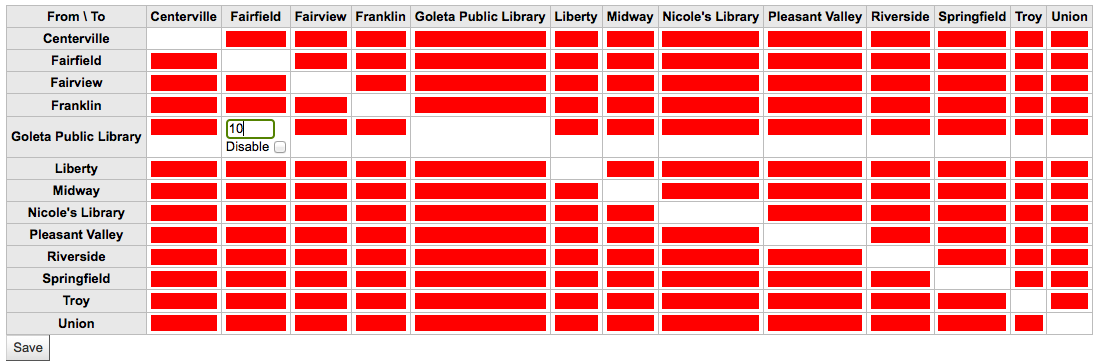 From \ To Centerville Fairfield Fairview Franklin Goleta Public Library Liberty Midway Nicole's Library Pleasant Valley Riverside Springfield Troy Union
Centerville
Fairfield
Fairview
Franklin
Goleta Public Library 10
Disable
Liberty
Midway
Nicole's Library
Pleasant Valley
Riverside
Springfield
Troy
Union
Save